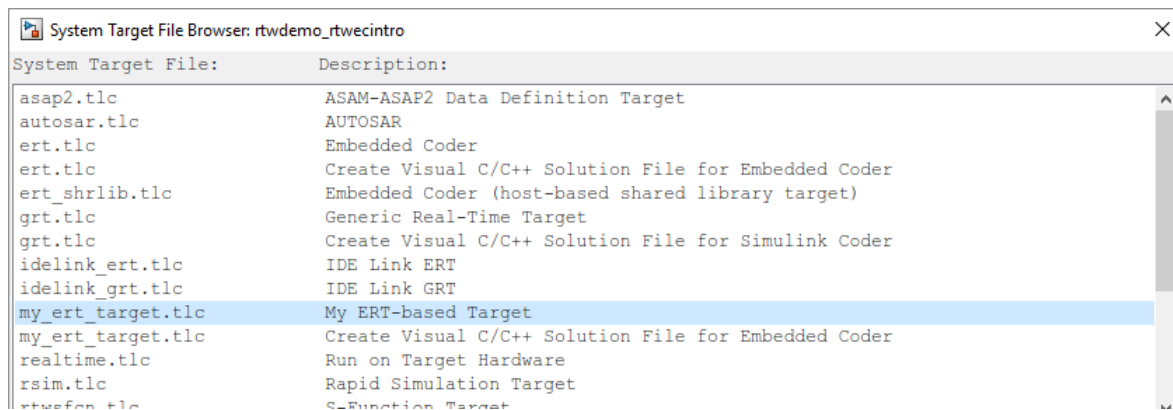 System Target File Browser: rtwdemo_rtwecintro
System Target File: Description:
asap2.tlc ASAM-ASAP2 Data Definition Target
autosar.tlc AUTOSAR
ert.tlc Embedded Coder
ert.tlc Create Visual C/C++ Solution File for Embedded Coder
ert_shrlib.tlc Embedded Coder (host-based shared library target)
grt.tlc Generic Real-Time Target
grt.tlc Create Visual C/C++ Solution File for Simulink Coder
idelink_ert.tlc IDE Link ERT
idelink_grt.tlc IDE Link GRT
my_ert_target.tlc My ERT-based Target
my_ert_target.tlc Create Visual C/C++ Solution File for Embedded Coder
realtime.tlc Run on Target Hardware
rsim.tlc Rapid Simulation Target
rtwsfcn.tlc S-Function Target